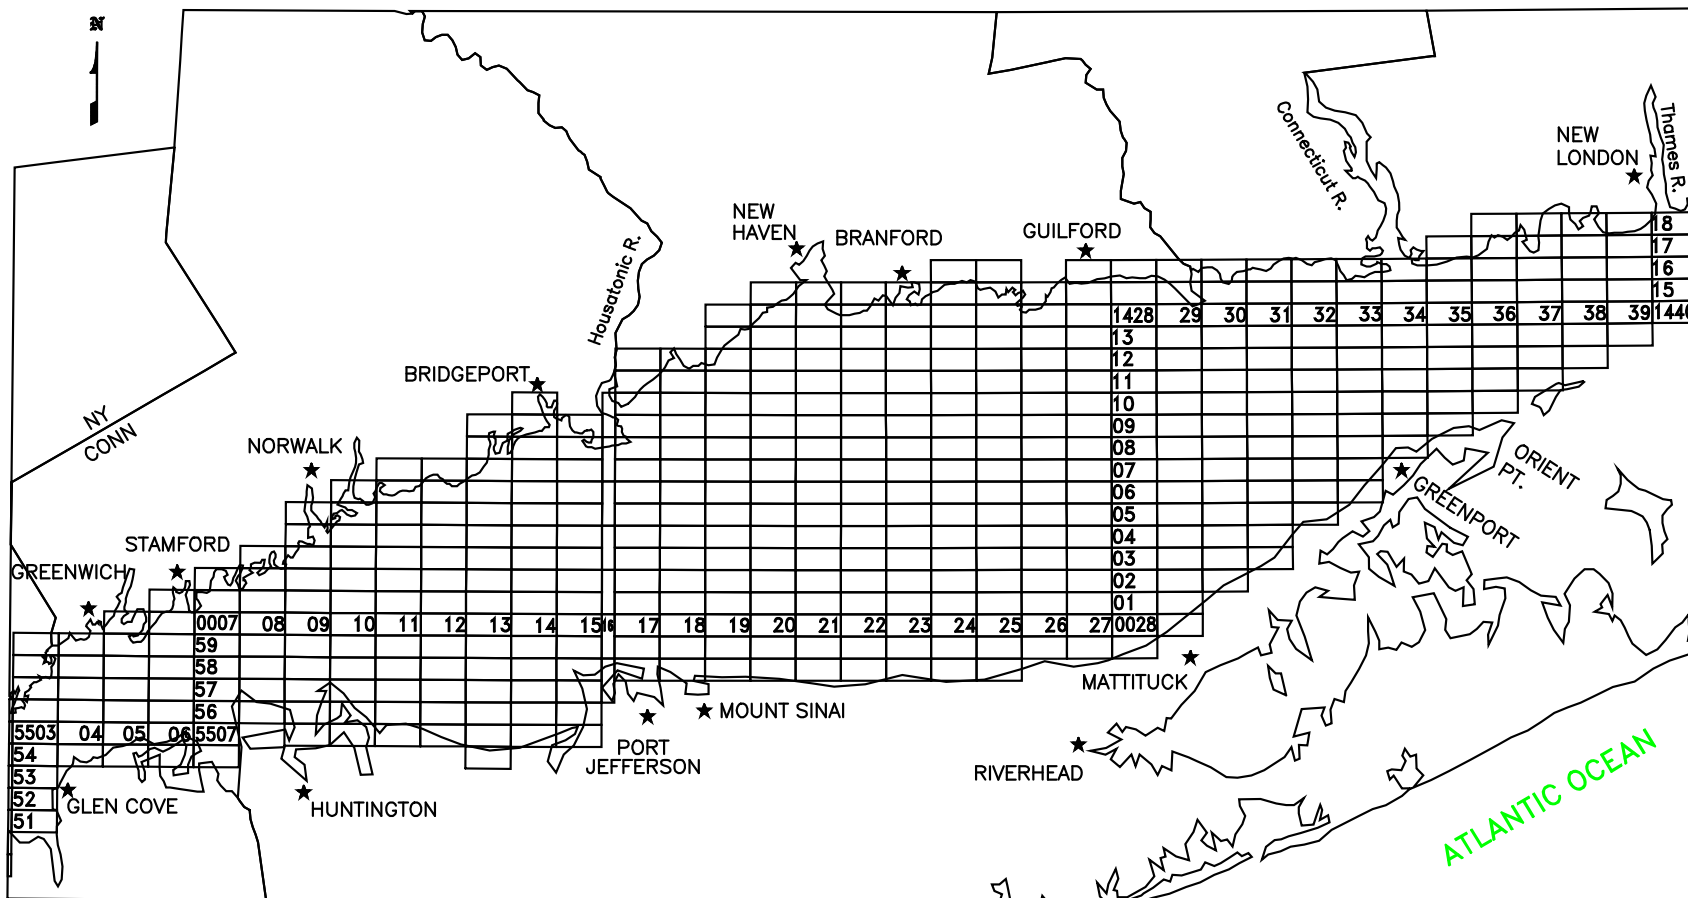 N
Thames R.
Connecticut R.
NEW
LONDON
NEW
HAVEN
BRANFORD
GUILFORD
Housatonic R.
18
17
16
15
1428 29 30 31 32 33 34 35 36 37 38 39 1440
13
12
11
10
09
08
07
06
05
04
03
02
01
BRIDGEPORT
NY
CONN
NORWALK
ORIENT
PT.
GREENPORT
STAMFORD
GREENWICH
0007 08 09 10 11 12 13 14 15 16 17 18 19 20 21 22 23 24 25 26 27 0028
59
58
57
56
5503 04 05 06 5507
54
53
52
51
MATTITUCK
MOUNT SINAI
PORT
JEFFERSON
RIVERHEAD
GLEN COVE
HUNTINGTON
ATLANTIC OCEAN